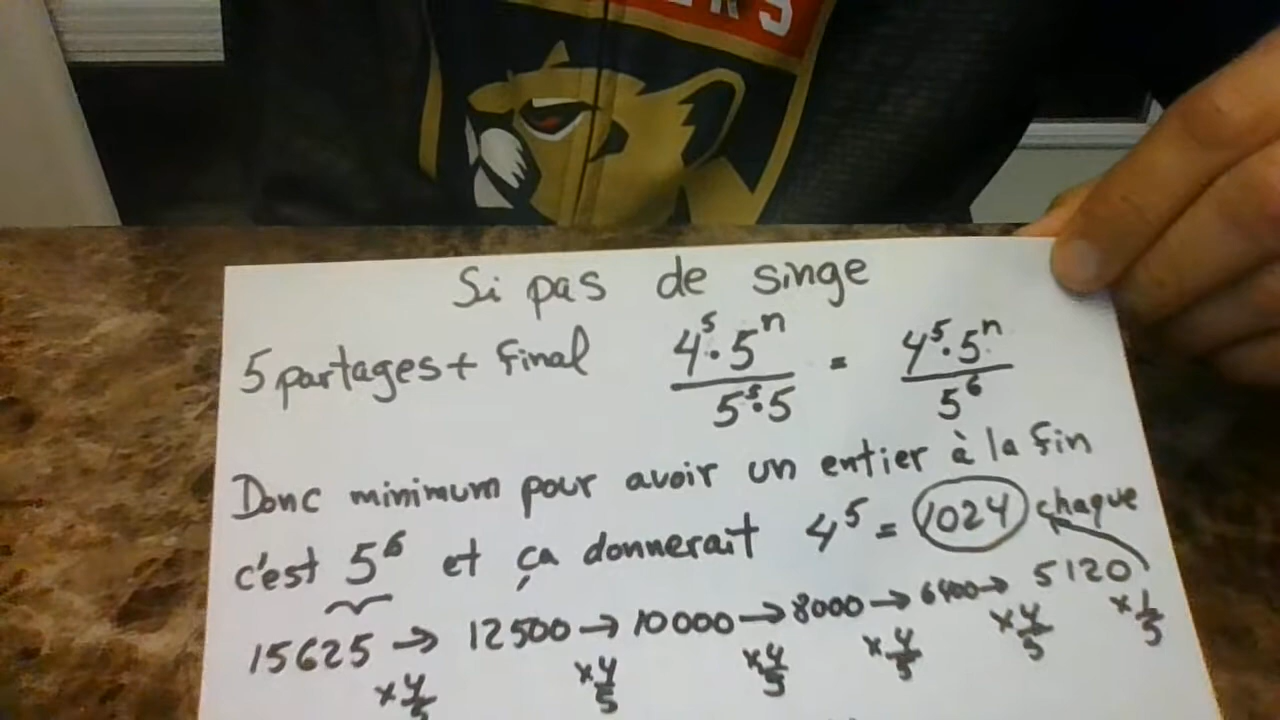 Si pas de singe
5 partages + final 4⁵·5ⁿ / 5⁵·5 = 4⁵·5ⁿ / 5⁶
Donc minimum pour avoir un entier à la fin
c'est 5⁶ et ça donnerait 4⁵ = 1024 chaque
15625 → 12500 → 10000 → 8000 → 6400 → 5120
×4/5 ×4/5 ×4/5 ×4/5 ×4/5 ×1/5